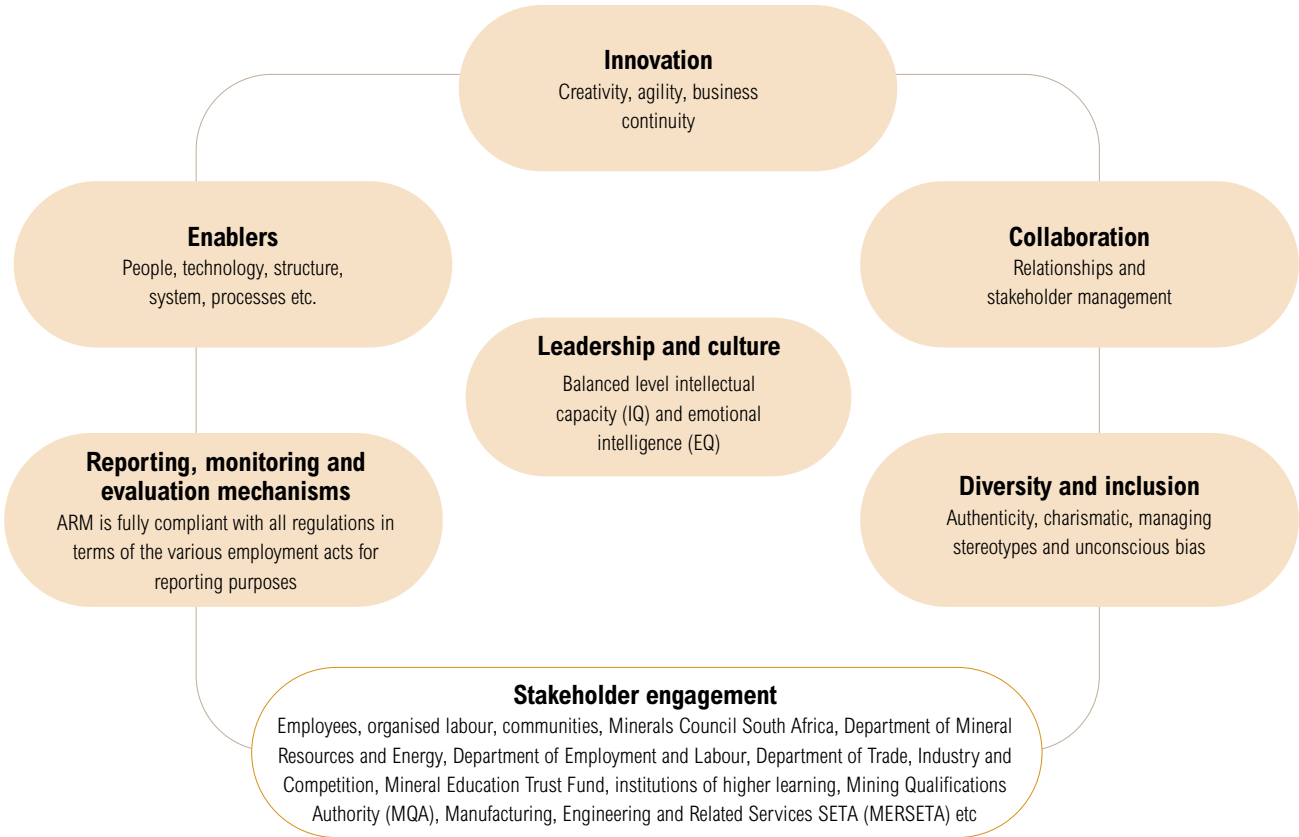 Innovation
Creativity, agility, business
continuity
Enablers
People, technology, structure,
system, processes etc.
Collaboration
Relationships and
stakeholder management
Leadership and culture
Balanced level intellectual
capacity (IQ) and emotional
intelligence (EQ)
Reporting, monitoring and
evaluation mechanisms
ARM is fully compliant with all regulations in
terms of the various employment acts for
reporting purposes
Diversity and inclusion
Authenticity, charismatic, managing
stereotypes and unconscious bias
Stakeholder engagement
Employees, organised labour, communities, Minerals Council South Africa, Department of Mineral
Resources and Energy, Department of Employment and Labour, Department of Trade, Industry and
Competition, Mineral Education Trust Fund, institutions of higher learning, Mining Qualifications
Authority (MQA), Manufacturing, Engineering and Related Services SETA (MERSETA) etc